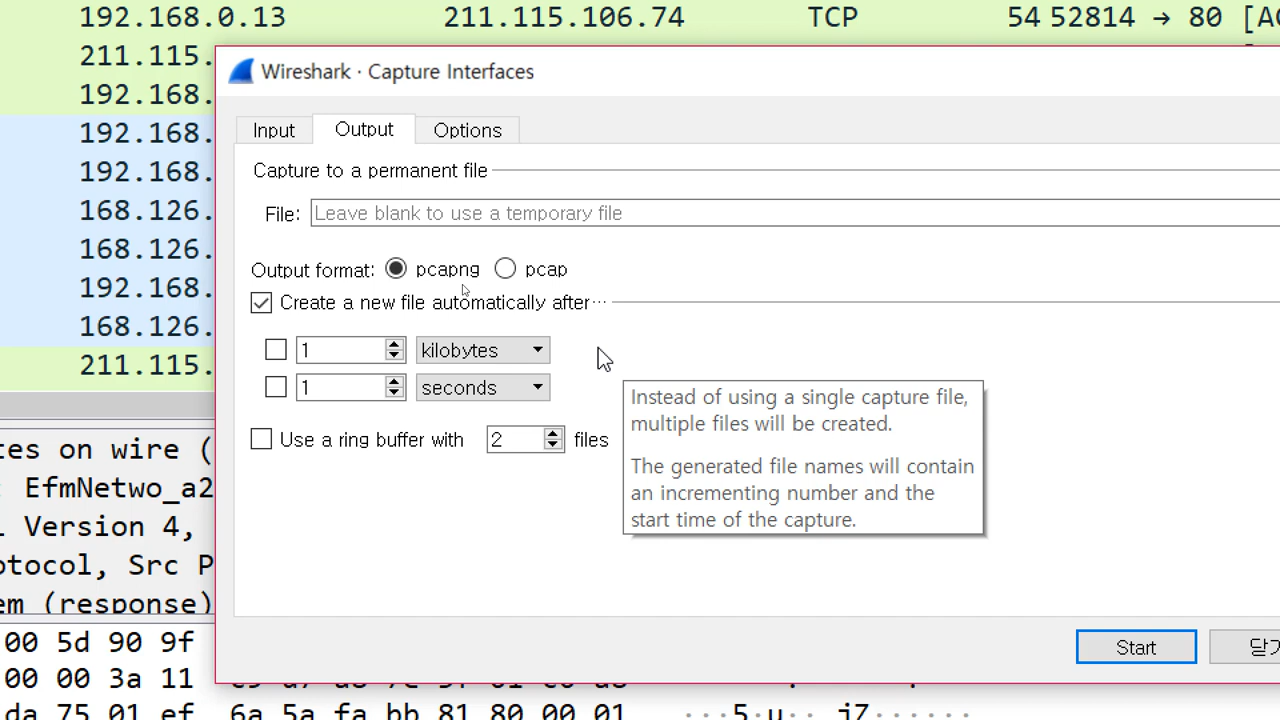 192.168.0.13 211.115.106.74 TCP 54 52814 → 80 [AC
211.115.
192.168.
192.168.
192.168.
168.126.
168.126.
192.168.
168.126.
211.115.
Wireshark · Capture Interfaces
Input Output Options
Capture to a permanent file
File: Leave blank to use a temporary file
Output format: pcapng pcap
Create a new file automatically after···
1 kilobytes
1 seconds
Use a ring buffer with 2 files
Instead of using a single capture file,
multiple files will be created.
The generated file names will contain
an incrementing number and the
start time of the capture.
Start 닫기
tes on wire (
: EfmNetwo_a2
l Version 4,
otocol, Src P
em (response)
00 5d 90 9f
00 00 3a 11
da 75 01 ef 6a 5a fa bb 81 80 00 01 ···5·u·· jZ······